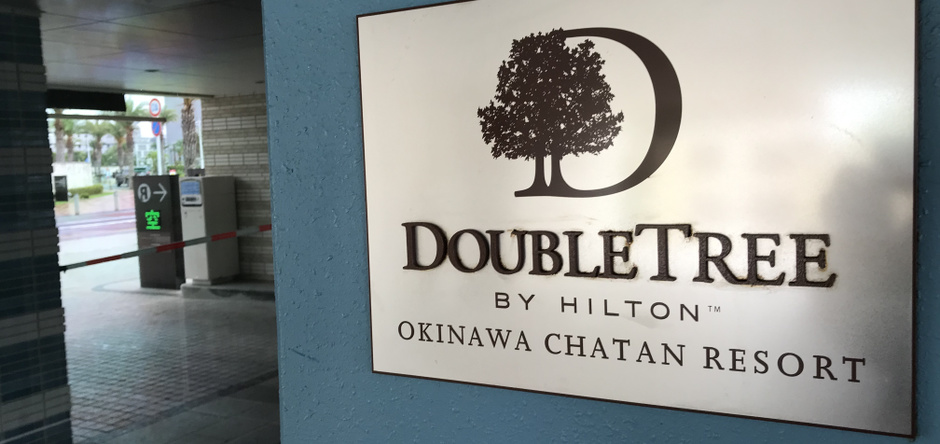 空
D
DOUBLETREE
BY HILTON™
OKINAWA CHATAN RESORT